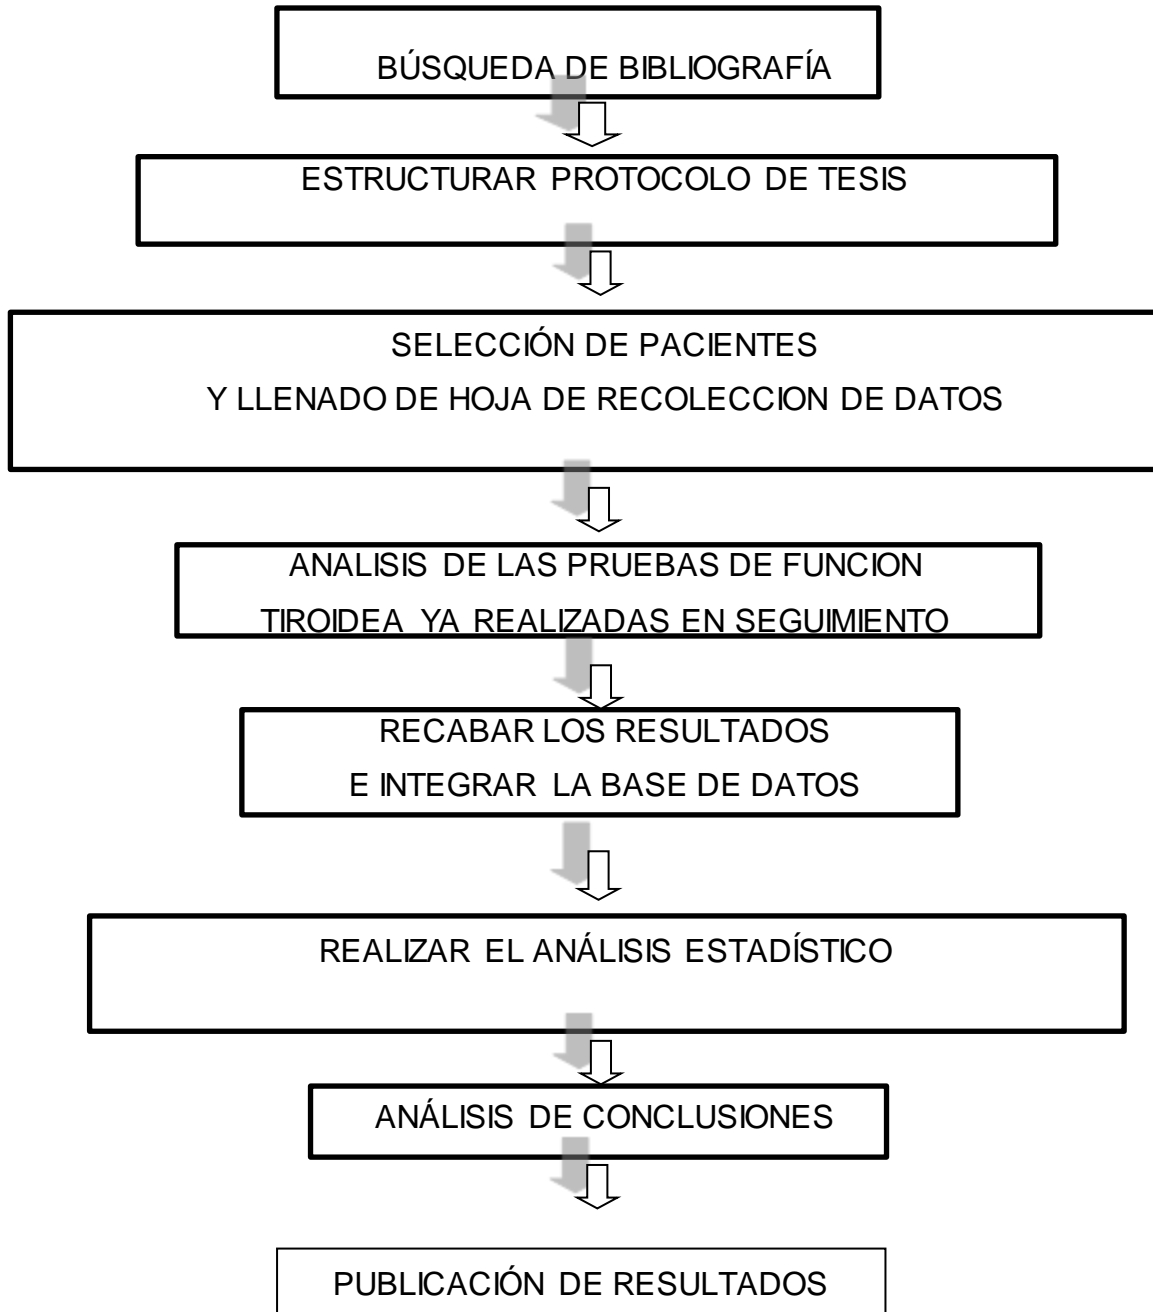 BÚSQUEDA DE BIBLIOGRAFÍA
ESTRUCTURAR PROTOCOLO DE TESIS
SELECCIÓN DE PACIENTES
Y LLENADO DE HOJA DE RECOLECCION DE DATOS
ANALISIS DE LAS PRUEBAS DE FUNCION
TIROIDEA YA REALIZADAS EN SEGUIMIENTO
RECABAR LOS RESULTADOS
E INTEGRAR LA BASE DE DATOS
REALIZAR EL ANÁLISIS ESTADÍSTICO
ANÁLISIS DE CONCLUSIONES
PUBLICACIÓN DE RESULTADOS